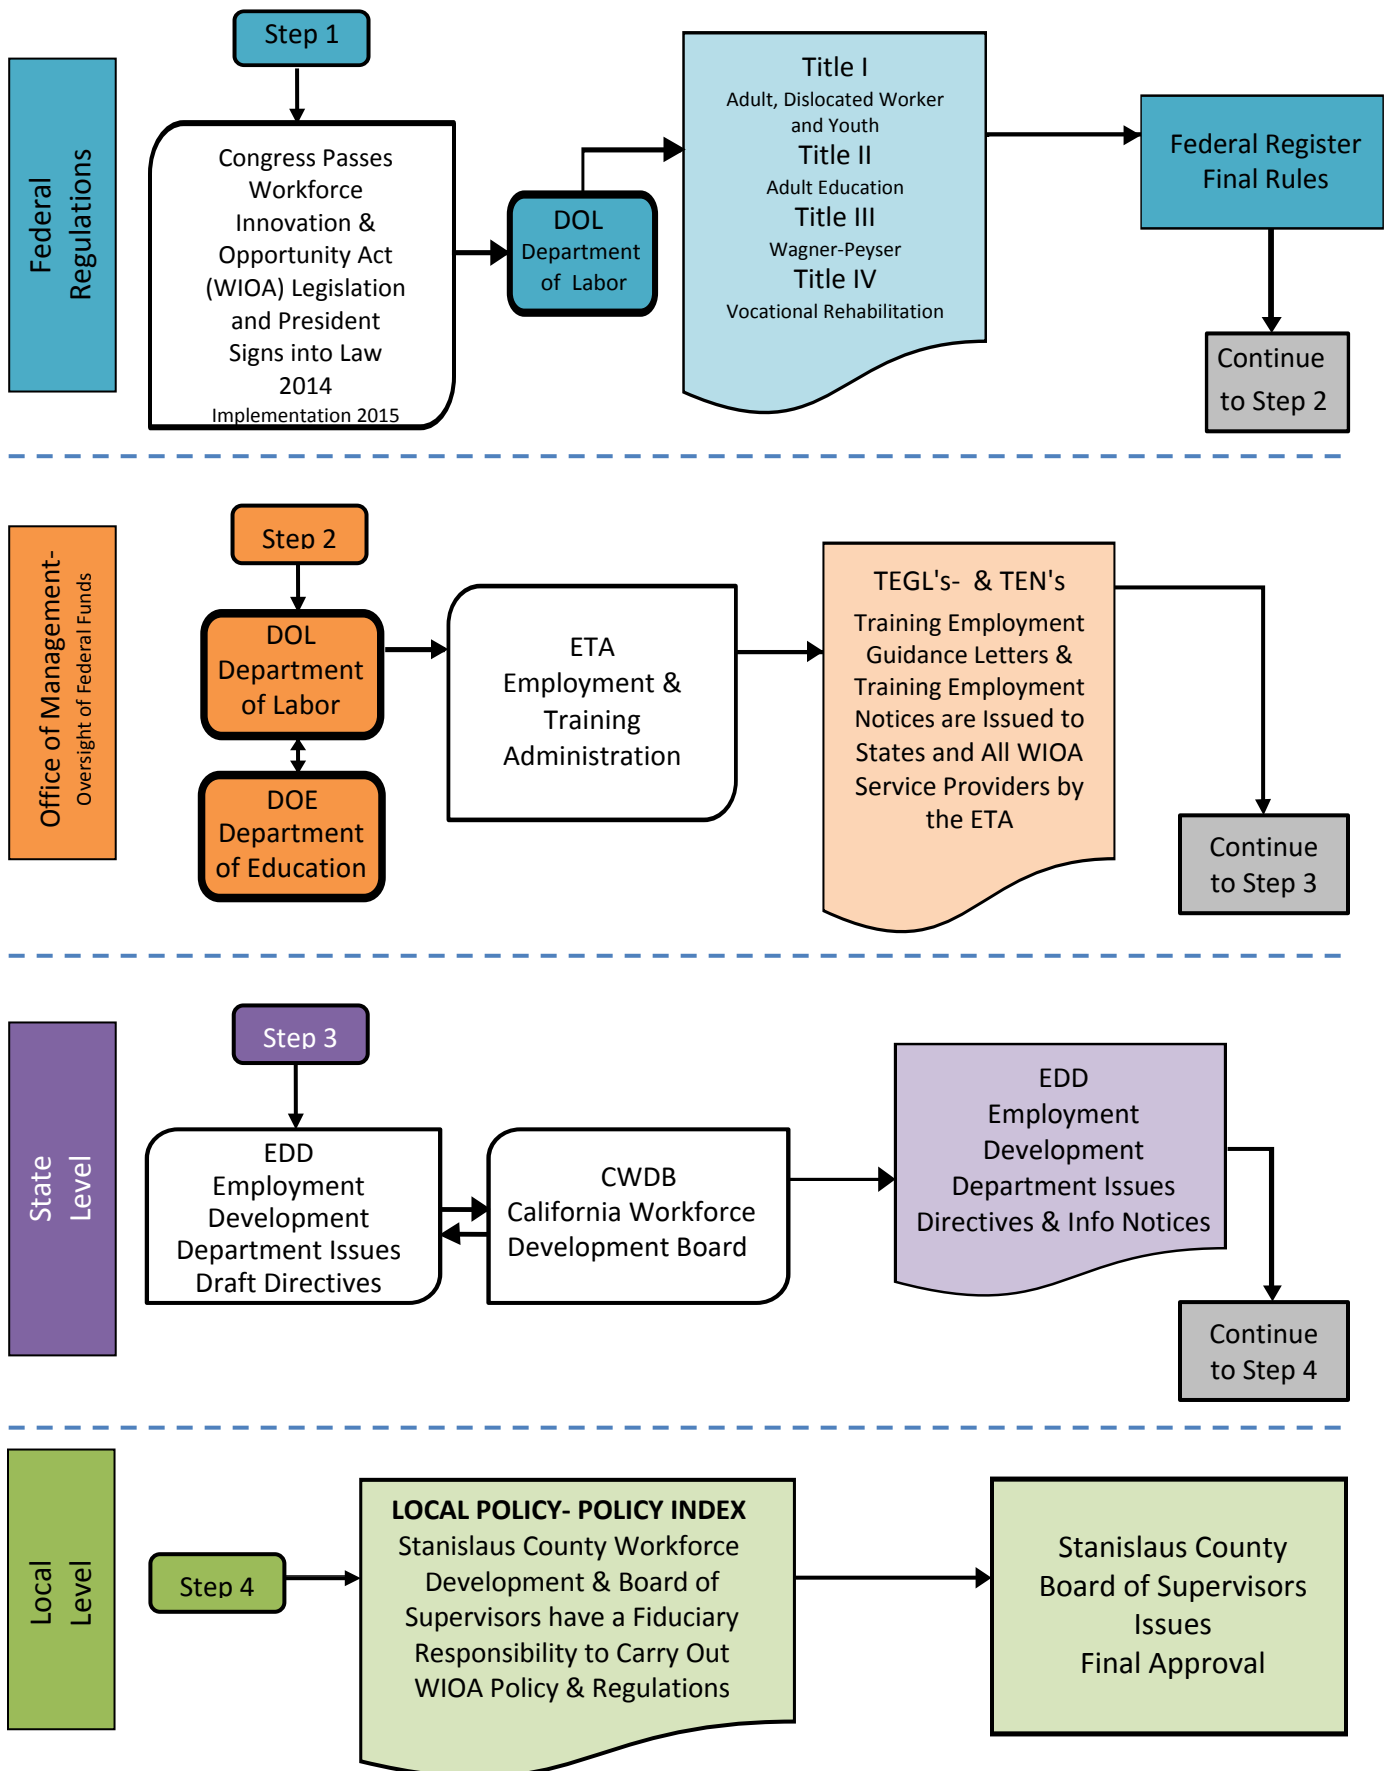 Federal
Regulations
Step 1
Congress Passes
Workforce
Innovation &
Opportunity Act
(WIOA) Legislation
and President
Signs into Law
2014
Implementation 2015
DOL
Department
of Labor
Title I
Adult, Dislocated Worker
and Youth
Title II
Adult Education
Title III
Wagner-Peyser
Title IV
Vocational Rehabilitation
Federal Register
Final Rules
Continue
to Step 2
Office of Management-
Oversight of Federal Funds
Step 2
DOL
Department
of Labor
DOE
Department
of Education
ETA
Employment &
Training
Administration
TEGL's- & TEN's
Training Employment
Guidance Letters &
Training Employment
Notices are Issued to
States and All WIOA
Service Providers by
the ETA
Continue
to Step 3
State
Level
Step 3
EDD
Employment
Development
Department Issues
Draft Directives
CWDB
California Workforce
Development Board
EDD
Employment
Development
Department Issues
Directives & Info Notices
Continue
to Step 4
Local
Level
Step 4
LOCAL POLICY- POLICY INDEX
Stanislaus County Workforce
Development & Board of
Supervisors have a Fiduciary
Responsibility to Carry Out
WIOA Policy & Regulations
Stanislaus County
Board of Supervisors
Issues
Final Approval